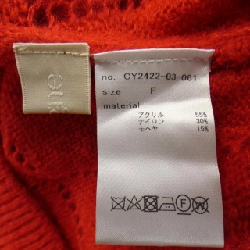 no. CY2422-03-001
size F
material
アクリル 55%
ナイロン 30%
モヘヤ 15%